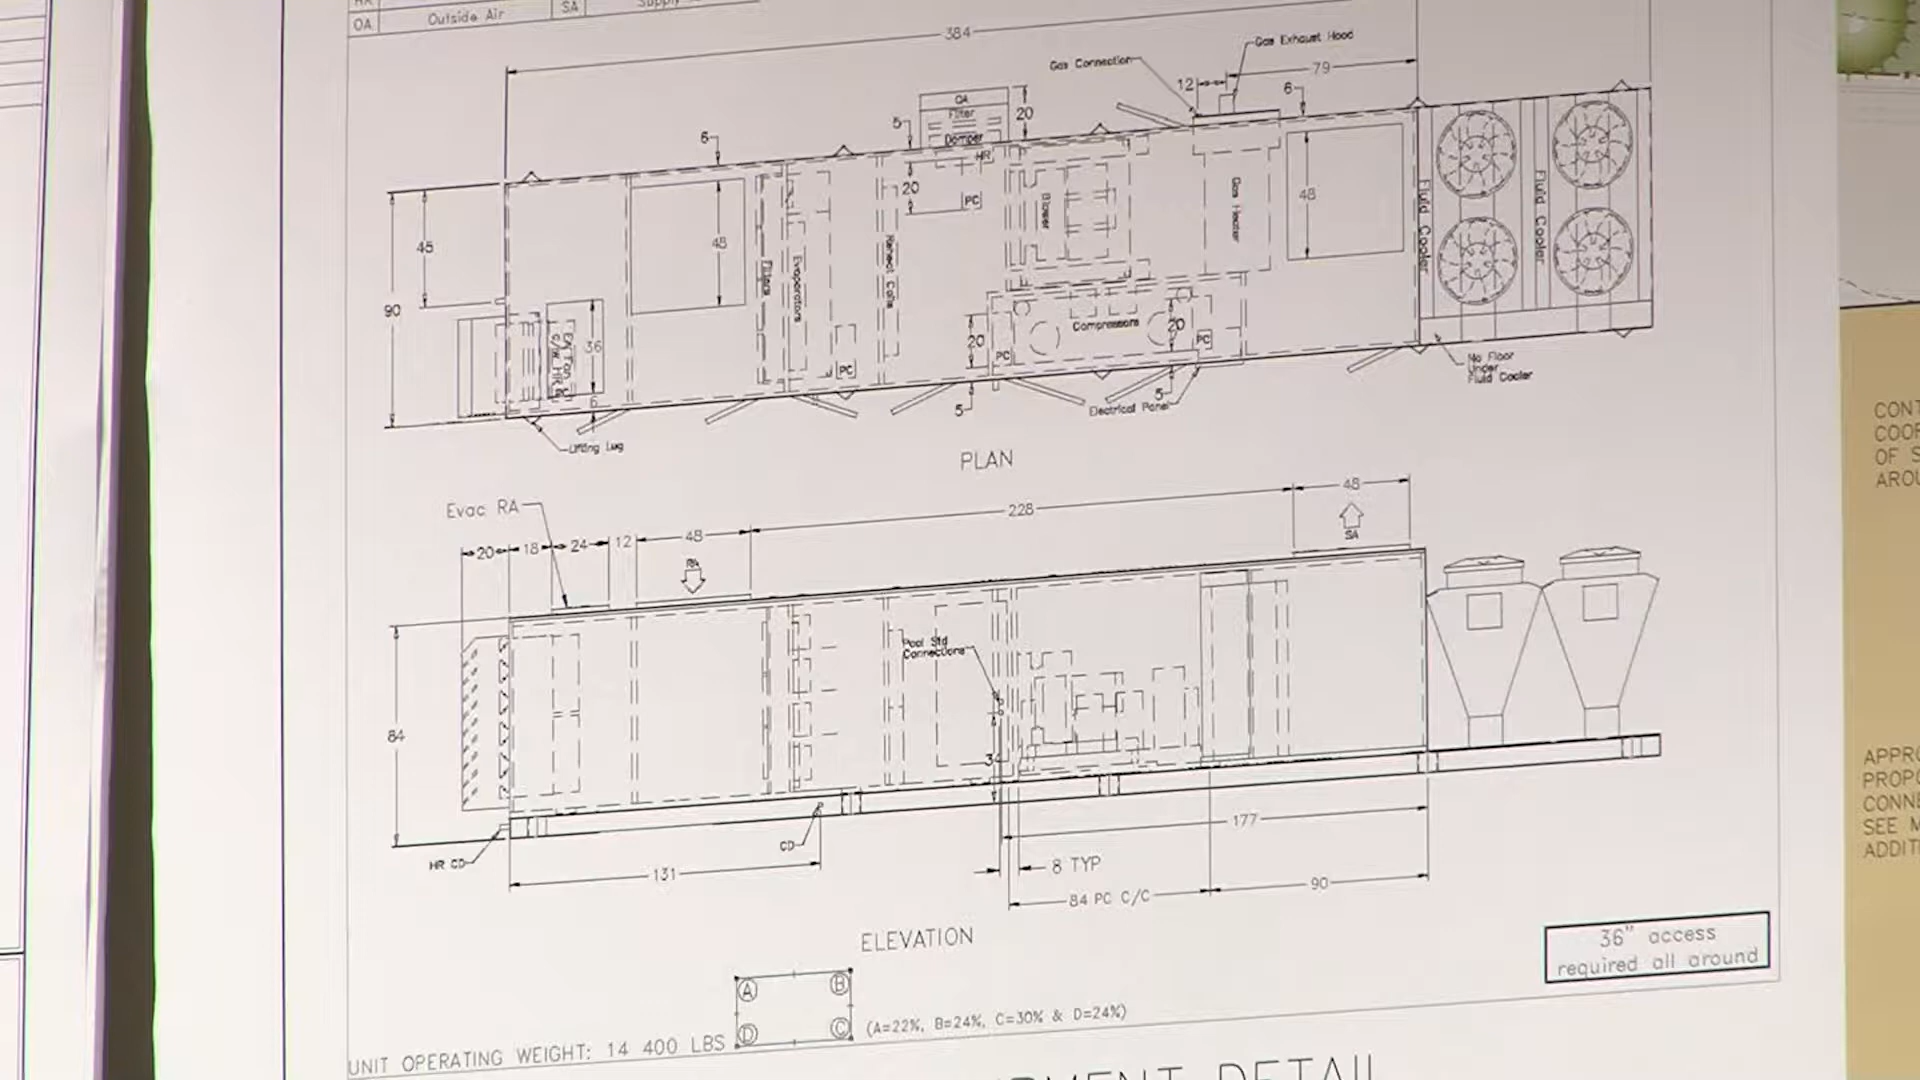 OA Outside Air SA
384
Gas Exhaust Hood
Gas Connection
12
79
6
OA
Filter
Damper
HR
20
5
6
45
90
48
Filters
Evaporators
Reheat Coils
20
PC
Blower
Gas Heater
48
Fluid Cooler
Fluid Cooler
36
6
PC
20
PC
Compressors
20
PC
5
5
Electrical Panel
No Floor
Under
Fluid Cooler
Lifting Lug
PLAN
Evac RA
20
18
24
12
48
RA
228
48
SA
84
Pool Std
Connections
HR CD
CD
131
177
8 TYP
84 PC C/C
90
ELEVATION
36" access
required all around
A B
D C
(A=22%, B=24%, C=30% & D=24%)
UNIT OPERATING WEIGHT: 14 400 LBS
DETAIL
OF
SEE